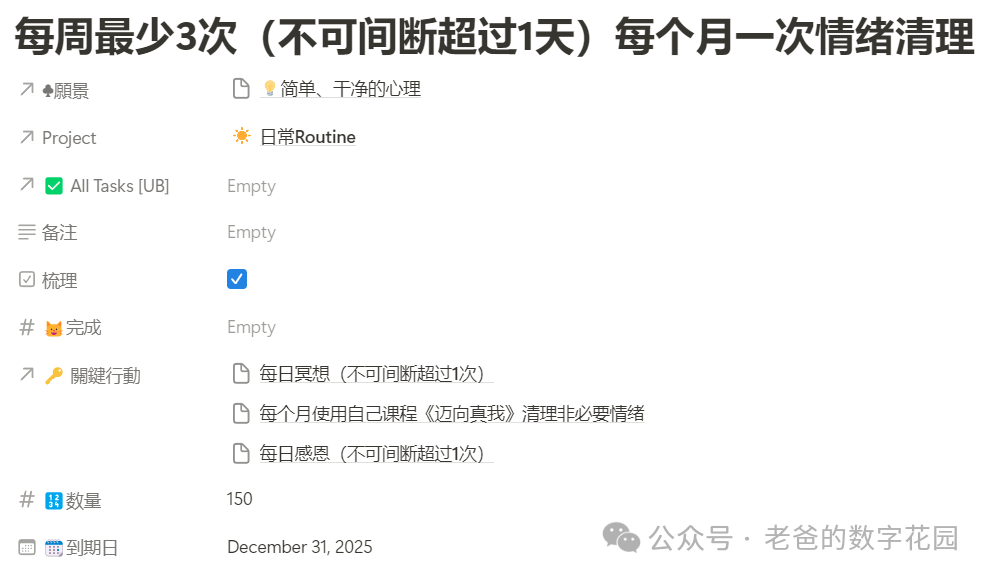 每周最少3次（不可间断超过1天）每个月一次情绪清理
♣願景 💡简单、干净的心理
Project ☀️ 日常Routine
✅ All Tasks [UB] Empty
备注 Empty
梳理
😺完成 Empty
🔑 關鍵行動 每日冥想（不可间断超过1次）
每个月使用自己课程《迈向真我》清理非必要情绪
每日感恩（不可间断超过1次）
🔢数量 150
📅到期日 December 31, 2025
公众号 · 老爸的数字花园